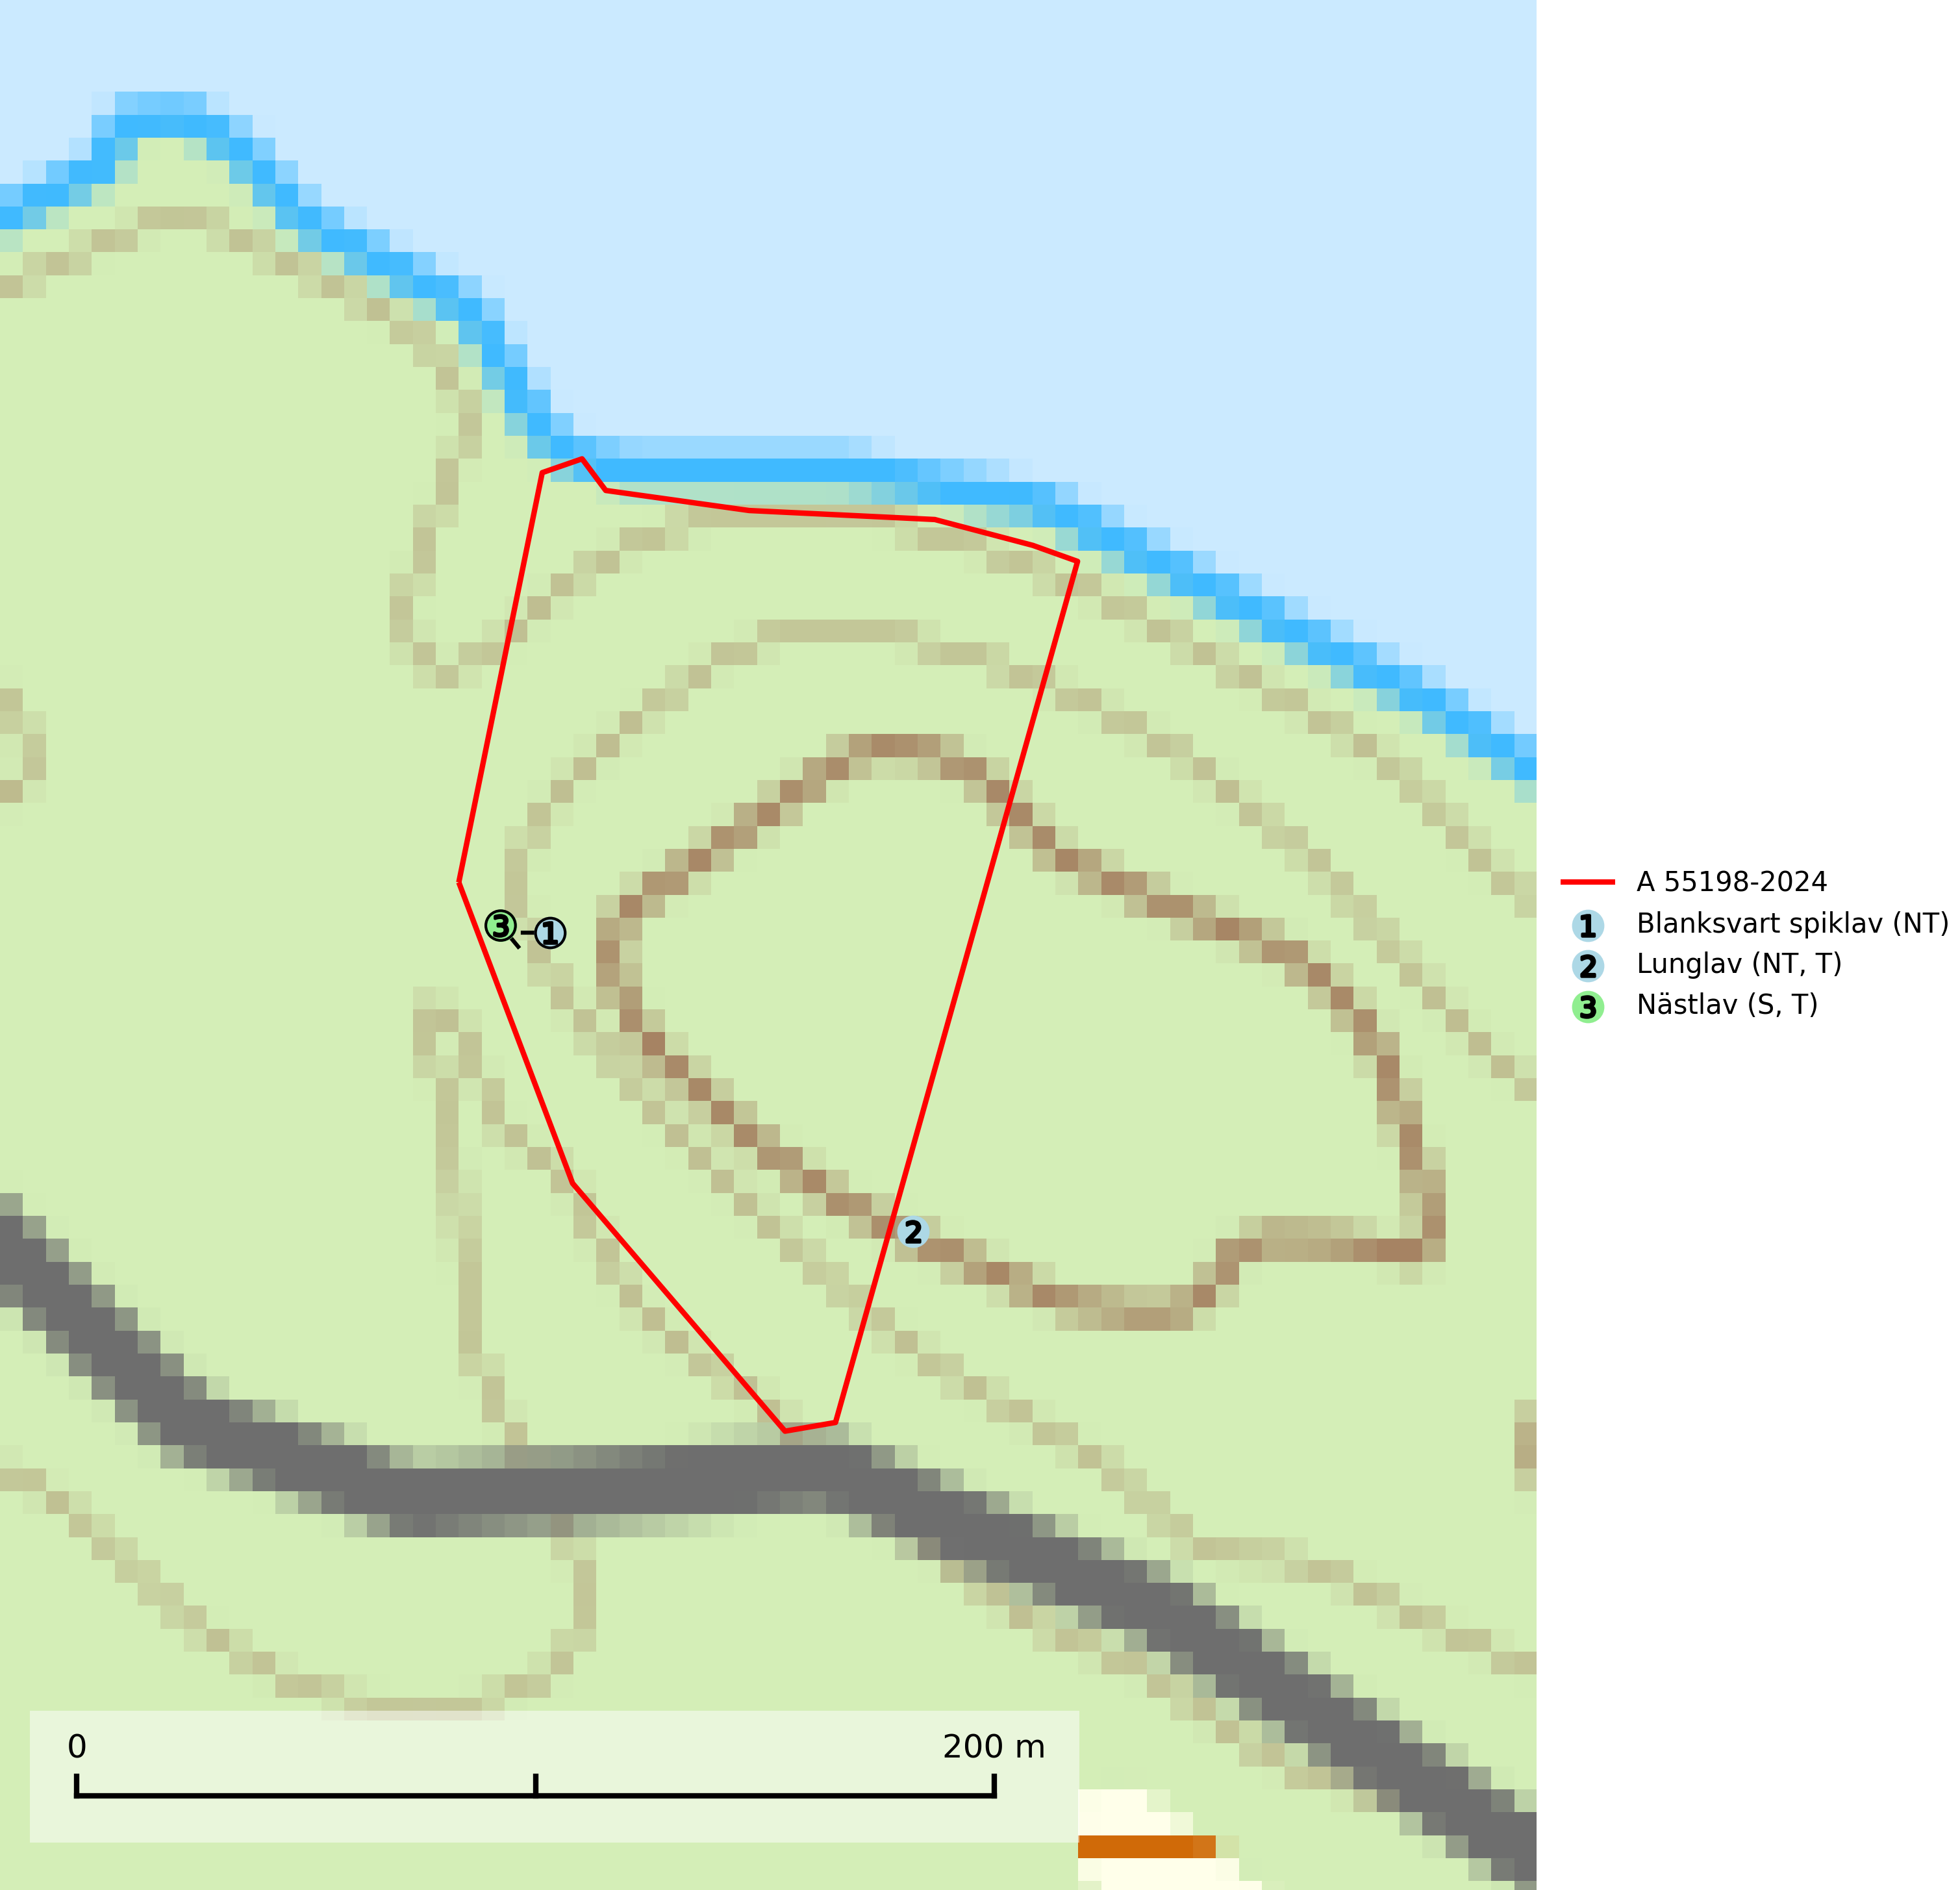 3
1
2
A 55198-2024
1 Blanksvart spiklav (NT)
2 Lunglav (NT, T)
3 Nästlav (S, T)
0 200 m